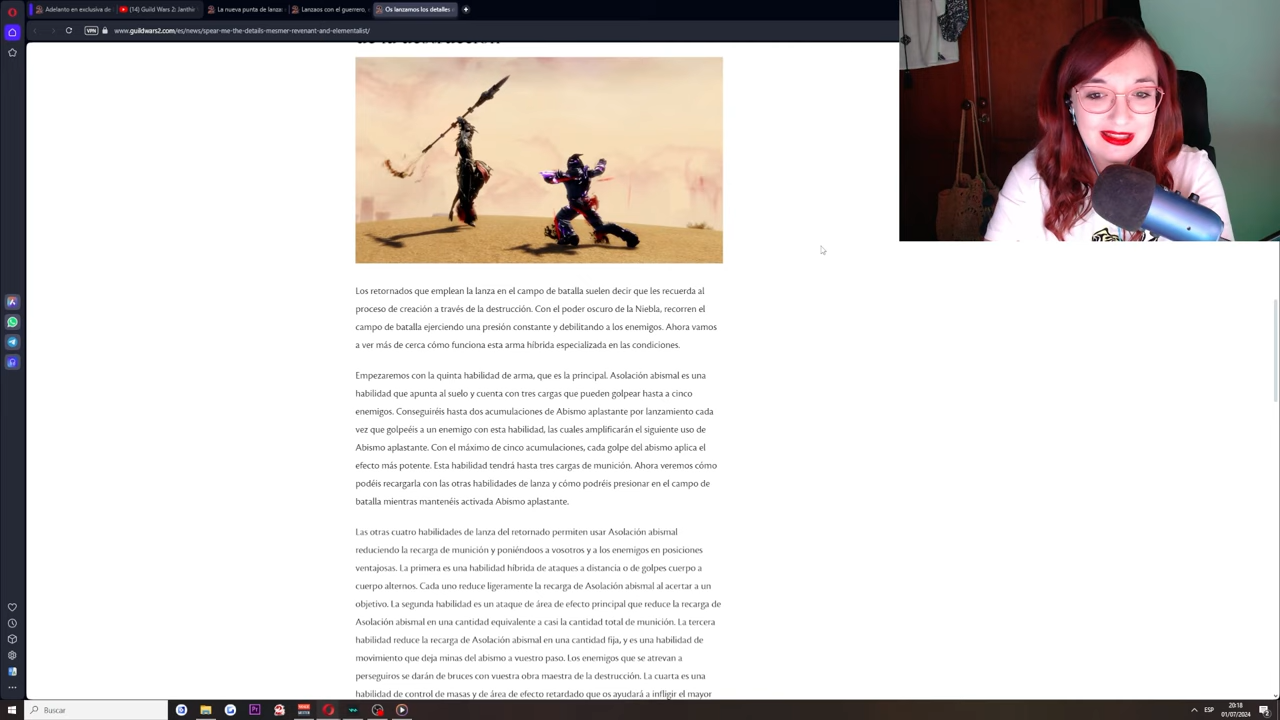 Adelanto en exclusiva de
(14) Guild Wars 2: Janthir
La nueva punta de lanza:
Lanzaos con el guerrero,
Os lanzamos los detalles
VPN
www.guildwars2.com/es/news/spear-me-the-details-mesmer-revenant-and-elementalist/
Los retornados que emplean la lanza en el campo de batalla suelen decir que les recuerda al
proceso de creación a través de la destrucción. Con el poder oscuro de la Niebla, recorren el
campo de batalla ejerciendo una presión constante y debilitando a los enemigos. Ahora vamos
a ver más de cerca cómo funciona esta arma híbrida especializada en las condiciones.
Empezaremos con la quinta habilidad de arma, que es la principal. Asolación abismal es una
habilidad que apunta al suelo y cuenta con tres cargas que pueden golpear hasta a cinco
enemigos. Conseguiréis hasta dos acumulaciones de Abismo aplastante por lanzamiento cada
vez que golpeéis a un enemigo con esta habilidad, las cuales amplificarán el siguiente uso de
Abismo aplastante. Con el máximo de cinco acumulaciones, cada golpe del abismo aplica el
efecto más potente. Esta habilidad tendrá hasta tres cargas de munición. Ahora veremos cómo
podéis recargarla con las otras habilidades de lanza y cómo podréis presionar en el campo de
batalla mientras mantenéis activada Abismo aplastante.
Las otras cuatro habilidades de lanza del retornado permiten usar Asolación abismal
reduciendo la recarga de munición y poniéndoos a vosotros y a los enemigos en posiciones
ventajosas. La primera es una habilidad híbrida de ataques a distancia o de golpes cuerpo a
cuerpo alternos. Cada uno reduce ligeramente la recarga de Asolación abismal al acertar a un
objetivo. La segunda habilidad es un ataque de área de efecto principal que reduce la recarga de
Asolación abismal en una cantidad equivalente a casi la cantidad total de munición. La tercera
habilidad reduce la recarga de Asolación abismal en una cantidad fija, y es una habilidad de
movimiento que deja minas del abismo a vuestro paso. Los enemigos que se atrevan a
perseguiros se darán de bruces con vuestra obra maestra de la destrucción. La cuarta es una
habilidad de control de masas y de área de efecto retardado que os ayudará a infligir el mayor
Buscar
Pr
ESP
20:18
01/07/2024